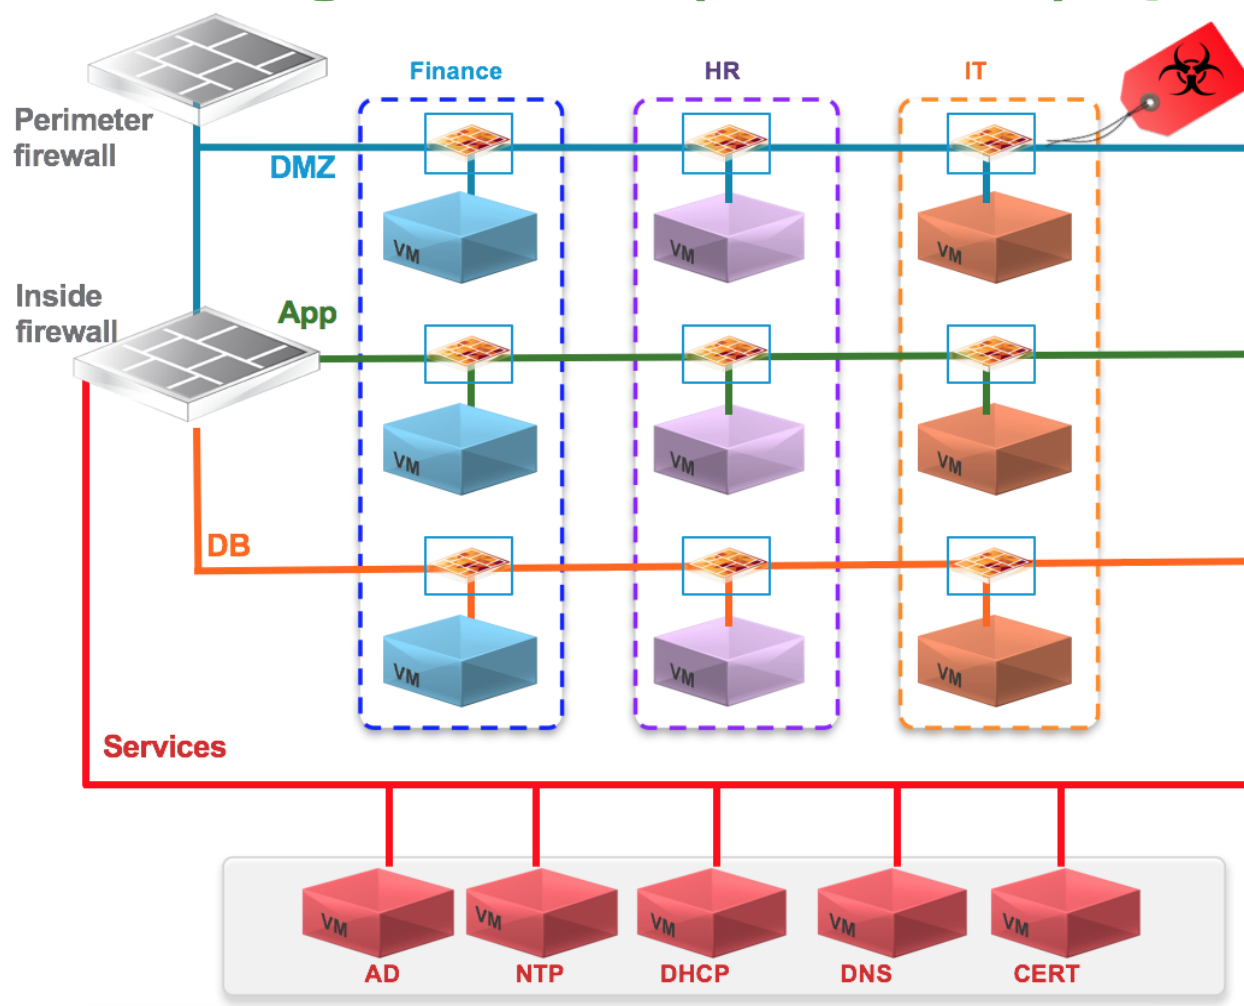 Finance
HR
IT
Perimeter
firewall
DMZ
VM
VM
VM
Inside
firewall
App
VM
VM
VM
DB
VM
VM
VM
Services
VM
VM
VM
VM
VM
AD
NTP
DHCP
DNS
CERT